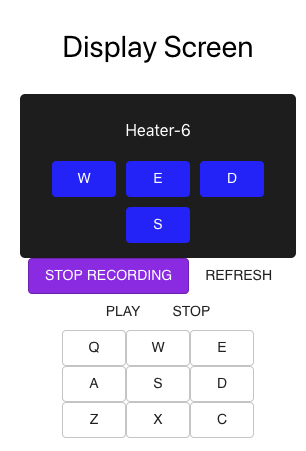 Display Screen
Heater-6
W E D
S
STOP RECORDING REFRESH
PLAY STOP
Q W E
A S D
Z X C